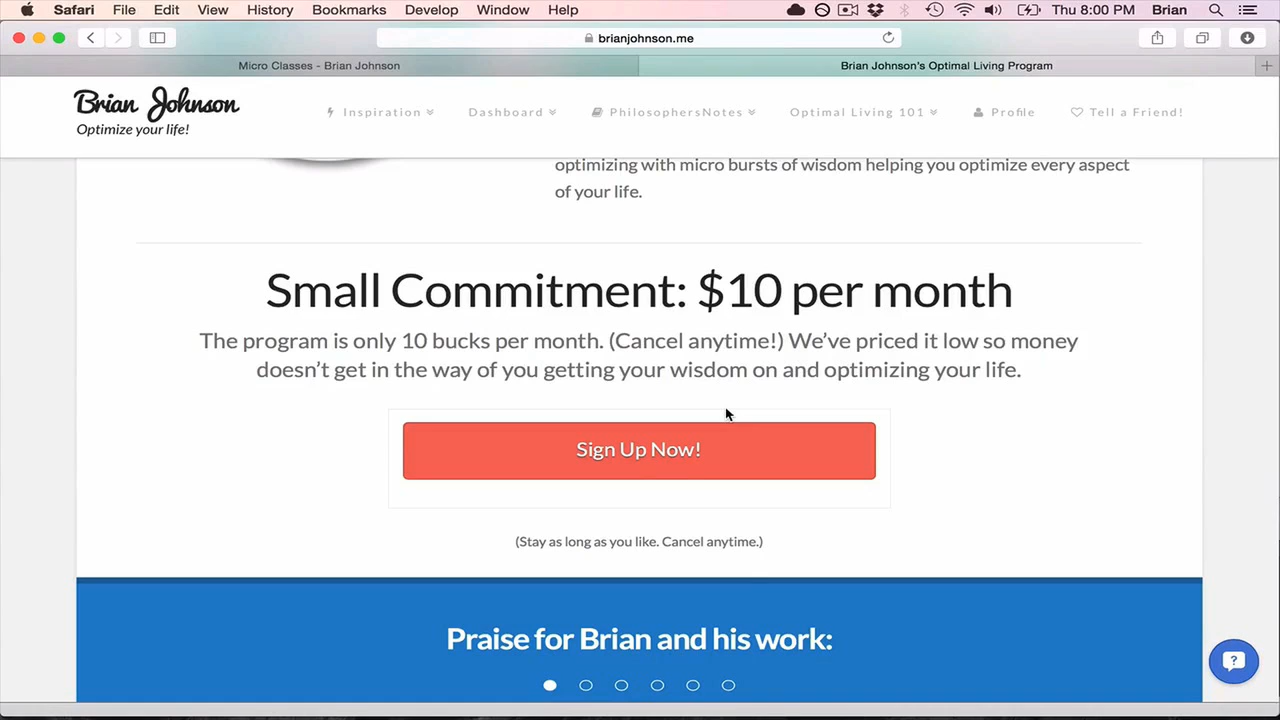 Safari File Edit View History Bookmarks Develop Window Help Thu 8:00 PM Brian
brianjohnson.me
Micro Classes - Brian Johnson
Brian Johnson's Optimal Living Program
Brian Johnson
Optimize your life!
Inspiration Dashboard PhilosophersNotes Optimal Living 101 Profile Tell a Friend!
optimizing with micro bursts of wisdom helping you optimize every aspect
of your life.
Small Commitment: $10 per month
The program is only 10 bucks per month. (Cancel anytime!) We've priced it low so money
doesn't get in the way of you getting your wisdom on and optimizing your life.
Sign Up Now!
(Stay as long as you like. Cancel anytime.)
Praise for Brian and his work: